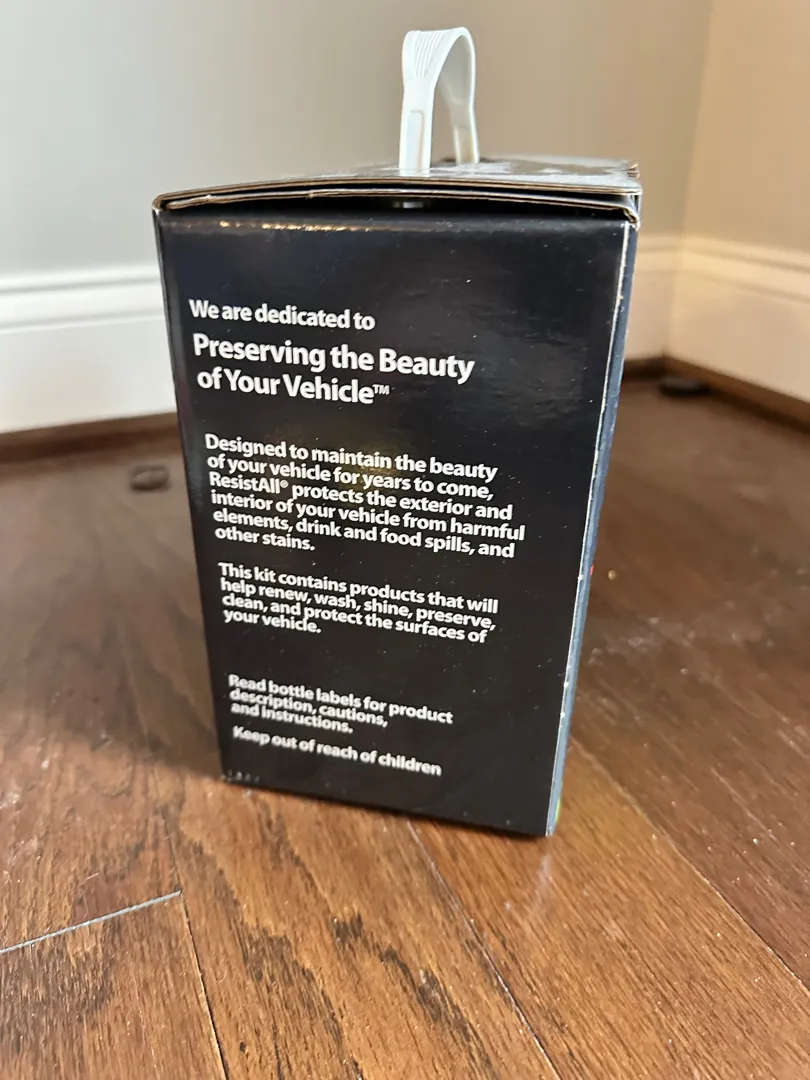 We are dedicated to
Preserving the Beauty
of Your Vehicle™
Designed to maintain the beauty
of your vehicle for years to come,
ResistAll® protects the exterior and
interior of your vehicle from harmful
elements, drink and food spills, and
other stains.
This kit contains products that will
help renew, wash, shine, preserve,
clean, and protect the surfaces of
your vehicle.
Read bottle labels for product
description, cautions,
and instructions.
Keep out of reach of children